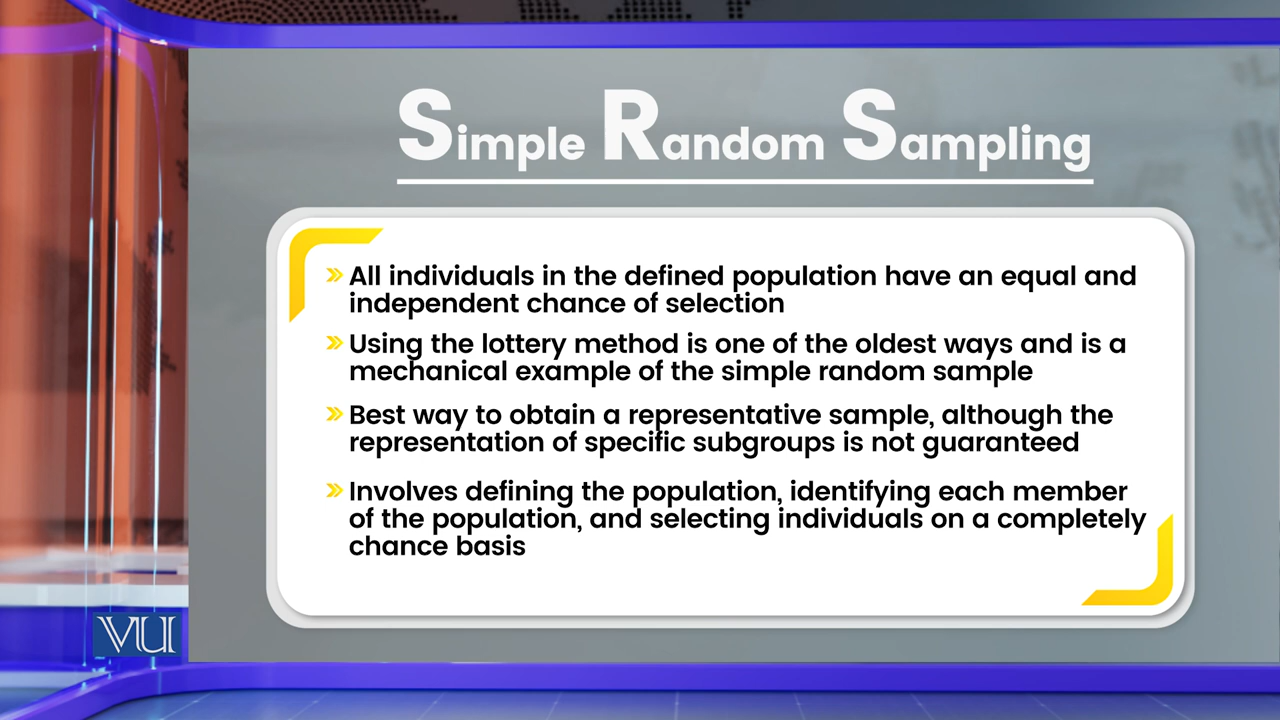 Simple Random Sampling
» All individuals in the defined population have an equal and
independent chance of selection
» Using the lottery method is one of the oldest ways and is a
mechanical example of the simple random sample
» Best way to obtain a representative sample, although the
representation of specific subgroups is not guaranteed
» Involves defining the population, identifying each member
of the population, and selecting individuals on a completely
chance basis
VU